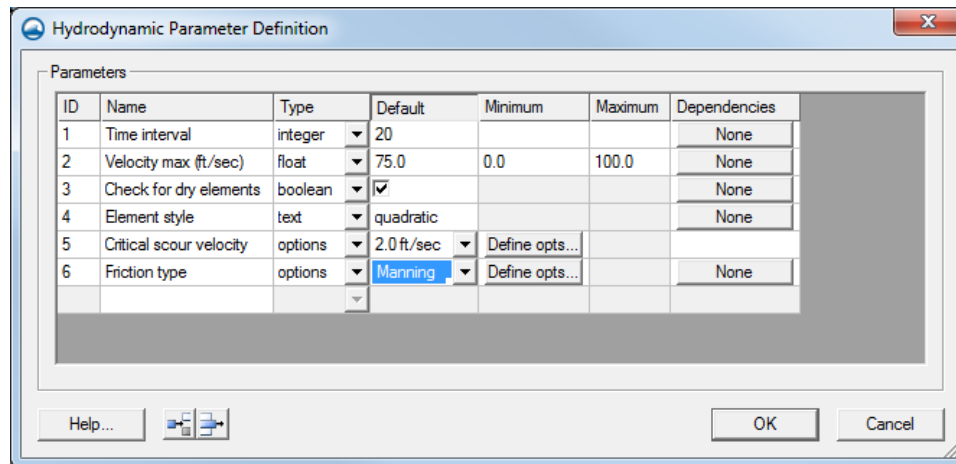 Hydrodynamic Parameter Definition
x
Parameters
ID Name Type Default Minimum Maximum Dependencies
1 Time interval integer 20 None
2 Velocity max (ft/sec) float 75.0 0.0 100.0 None
3 Check for dry elements boolean None
4 Element style text quadratic None
5 Critical scour velocity options 2.0 ft/sec Define opts...
6 Friction type options Manning Define opts... None
Help... OK Cancel